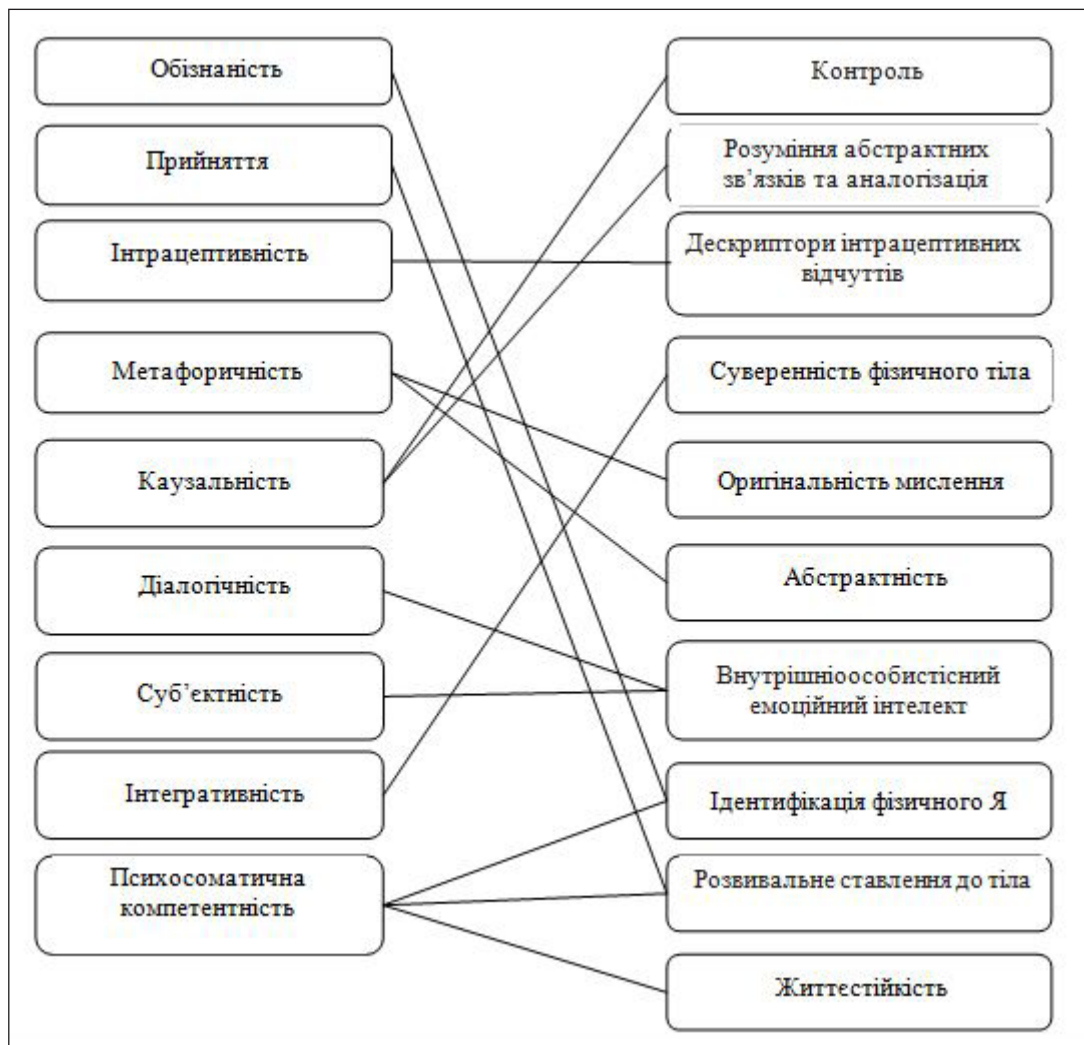 Обізнаність
Прийняття
Інтрацептивність
Метафоричність
Каузальність
Діалогічність
Суб’єктність
Інтегративність
Психосоматична
компетентність
Контроль
Розуміння абстрактних
зв’язків та аналогізація
Дескриптори інтрацептивних
відчуттів
Суверенність фізичного тіла
Оригінальність мислення
Абстрактність
Внутрішніоособистісний
емоційний інтелект
Ідентифікація фізичного Я
Розвивальне ставлення до тіла
Життєстійкість